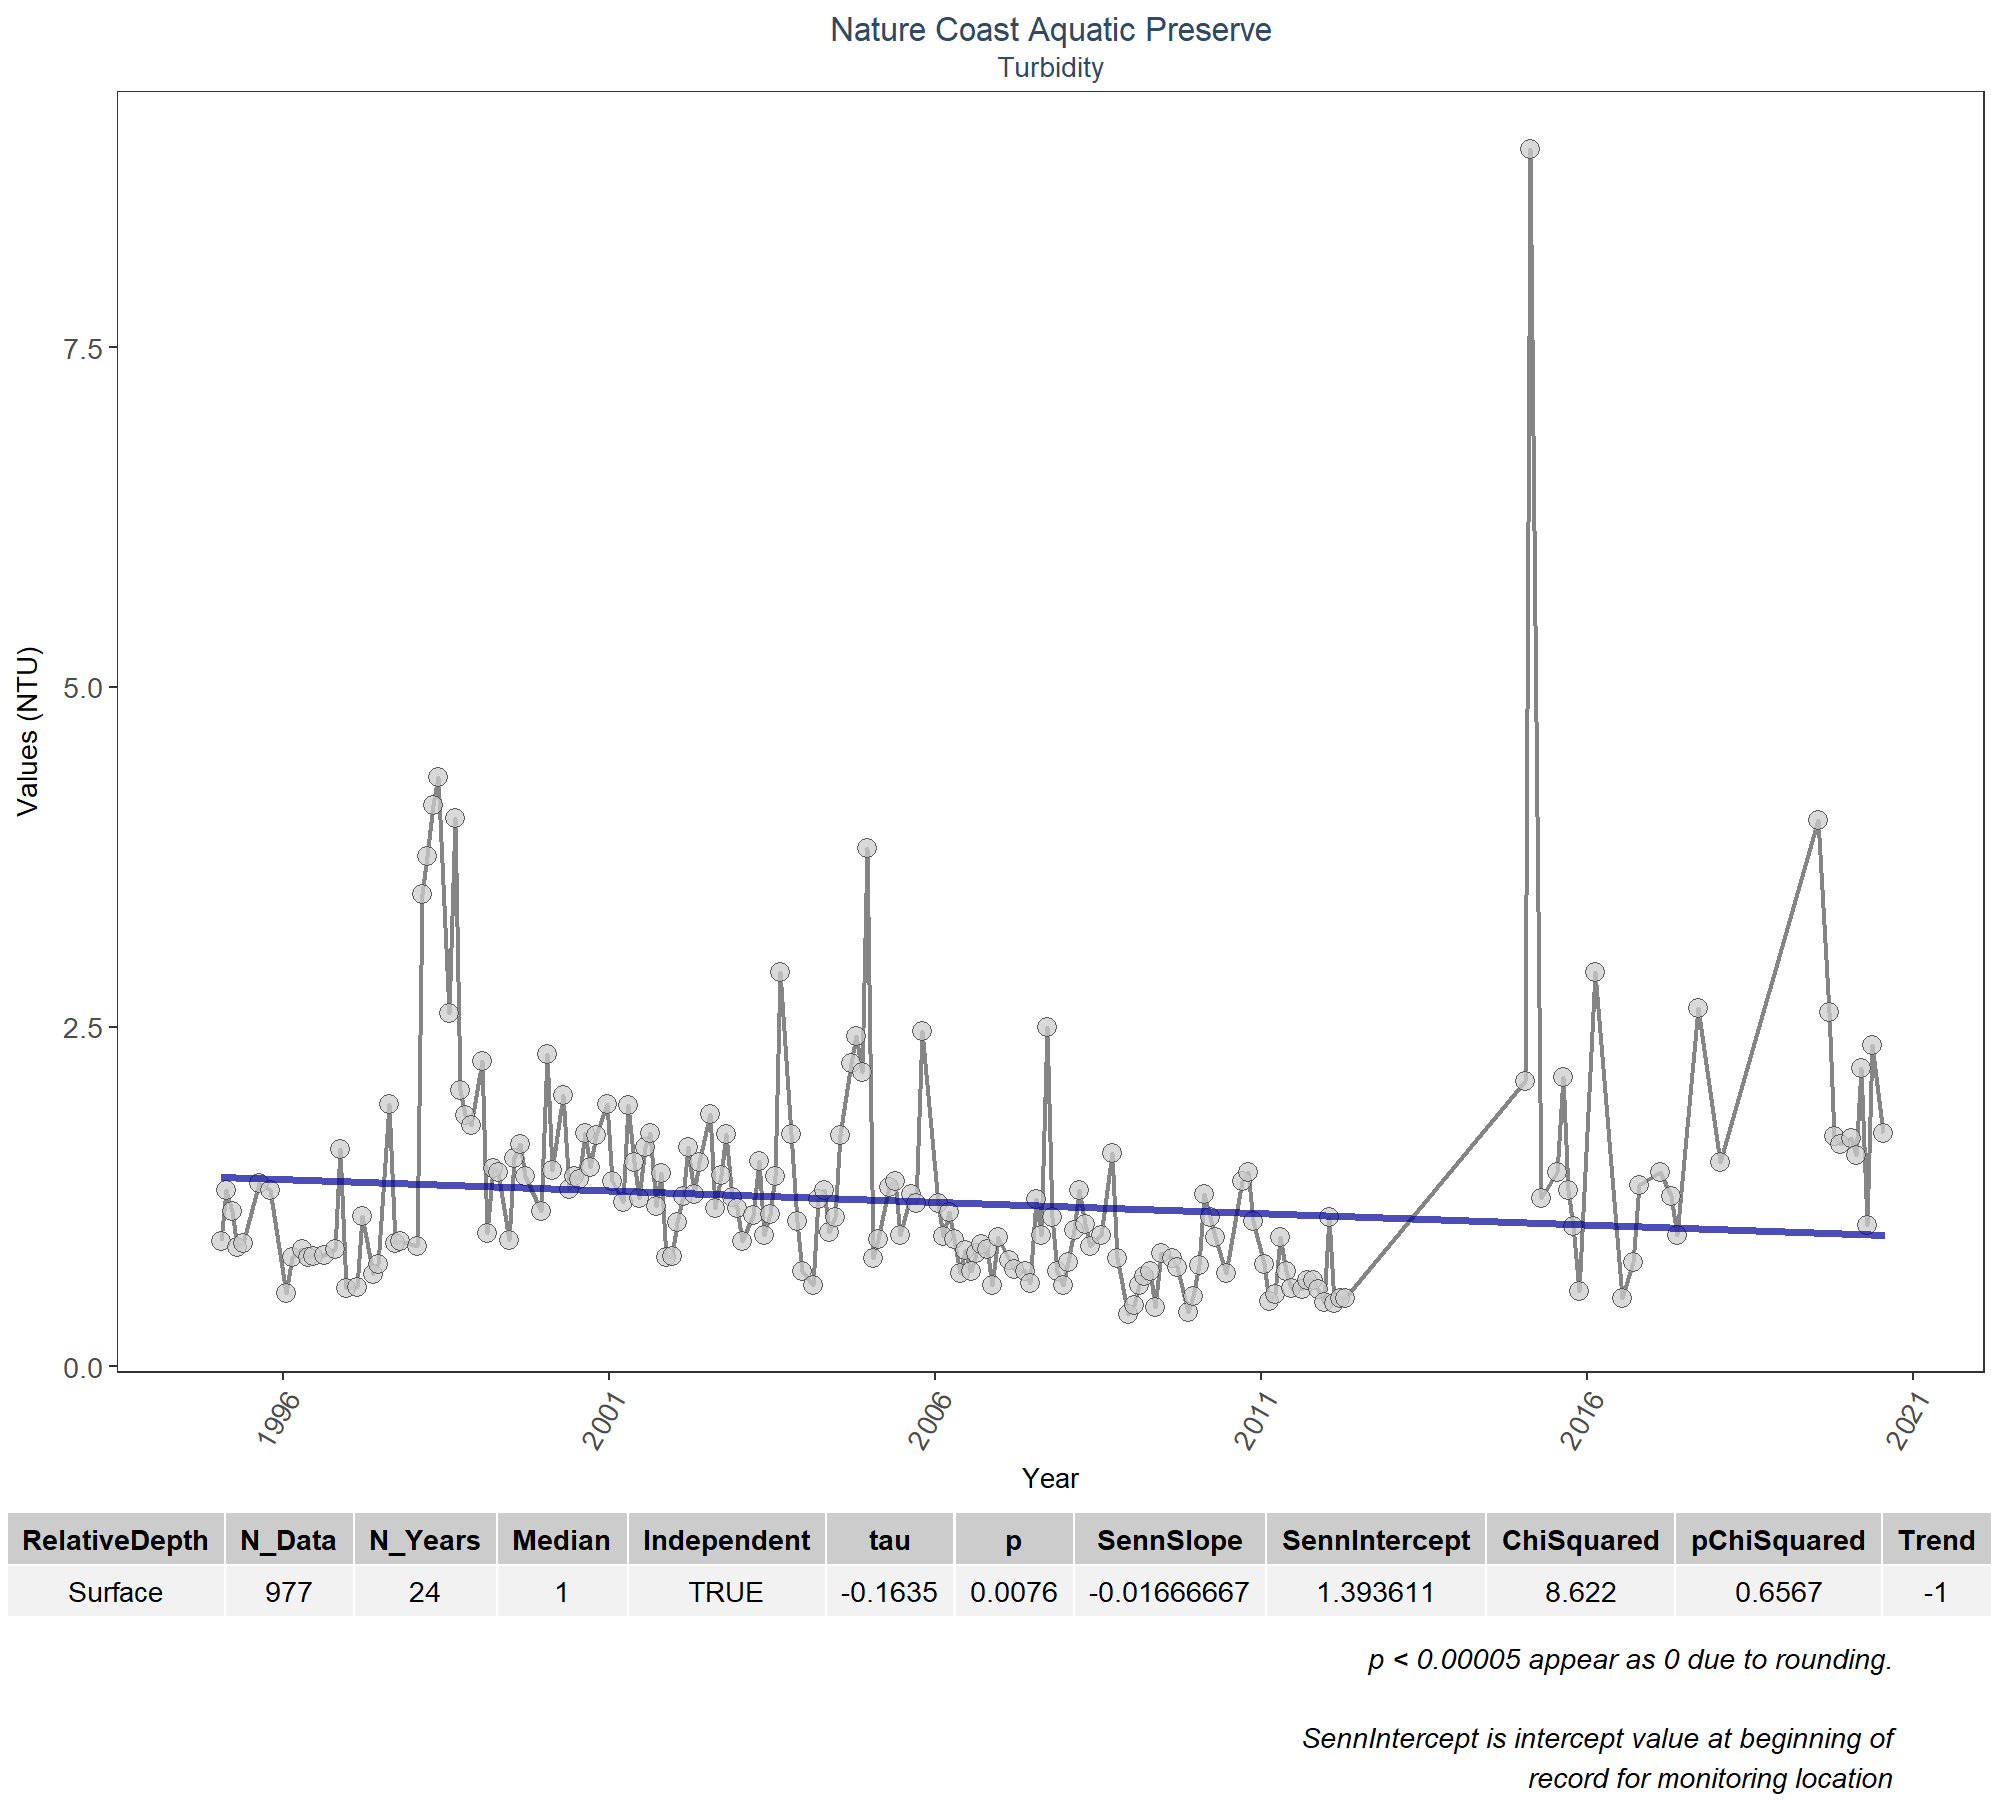 Nature Coast Aquatic Preserve
Turbidity
Values (NTU)
7.5
5.0
2.5
0.0
1996 2001 2006 2011 2016 2021
Year
RelativeDepth N_Data N_Years Median Independent tau p SennSlope SennIntercept ChiSquared pChiSquared Trend
Surface 977 24 1 TRUE -0.1635 0.0076 -0.01666667 1.393611 8.622 0.6567 -1
p < 0.00005 appear as 0 due to rounding.
SennIntercept is intercept value at beginning of
record for monitoring location